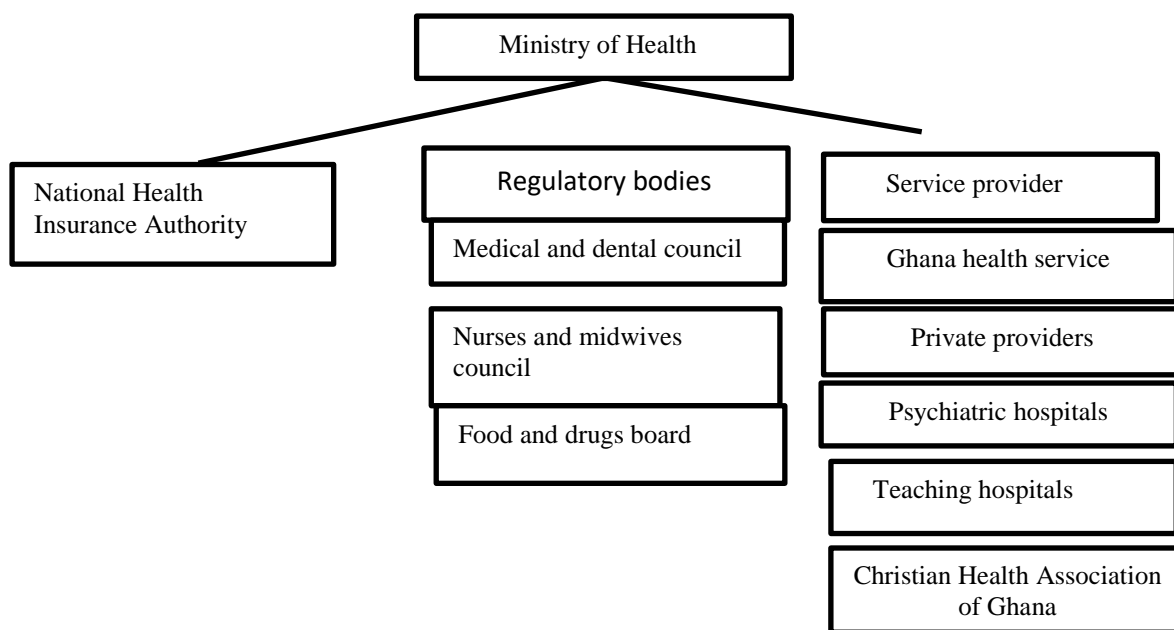 Ministry of Health
National Health
Insurance Authority
Regulatory bodies
Medical and dental council
Nurses and midwives
council
Food and drugs board
Service provider
Ghana health service
Private providers
Psychiatric hospitals
Teaching hospitals
Christian Health Association
of Ghana